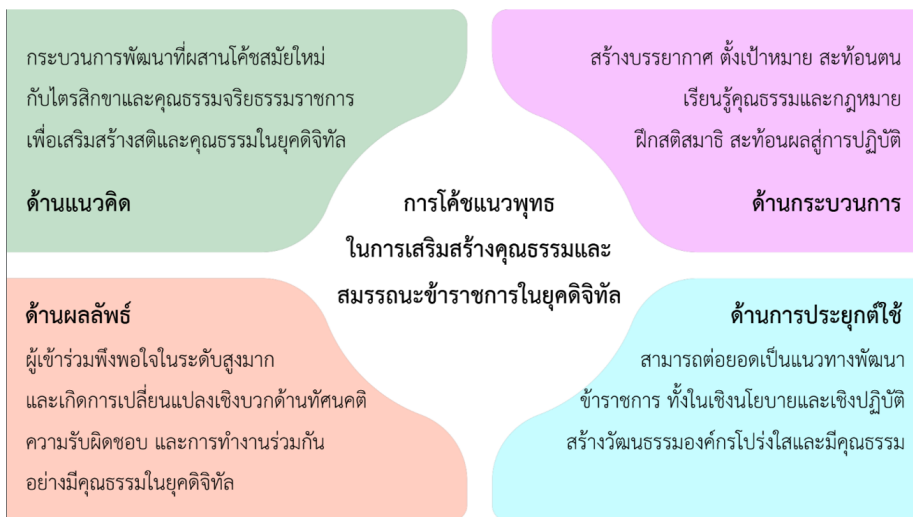 กระบวนการพัฒนาที่ผสานโค้ชสมัยใหม่
กับไตรสิกขาและคุณธรรมจริยธรรมราชการ
เพื่อเสริมสร้างสติและคุณธรรมในยุคดิจิทัล
ด้านแนวคิด
สร้างบรรยากาศ ตั้งเป้าหมาย สะท้อนตน
เรียนรู้คุณธรรมและกฎหมาย
ฝึกสติสมาธิ สะท้อนผลสู่การปฏิบัติ
ด้านกระบวนการ
การโค้ชแนวพุทธ
ในการเสริมสร้างคุณธรรมและ
สมรรถนะข้าราชการในยุคดิจิทัล
ด้านผลลัพธ์
ผู้เข้าร่วมพึงพอใจในระดับสูงมาก
และเกิดการเปลี่ยนแปลงเชิงบวกด้านทัศนคติ
ความรับผิดชอบ และการทำงานร่วมกัน
อย่างมีคุณธรรมในยุคดิจิทัล
ด้านการประยุกต์ใช้
สามารถต่อยอดเป็นแนวทางพัฒนา
ข้าราชการ ทั้งในเชิงนโยบายและเชิงปฏิบัติ
สร้างวัฒนธรรมองค์กรโปร่งใสและมีคุณธรรม